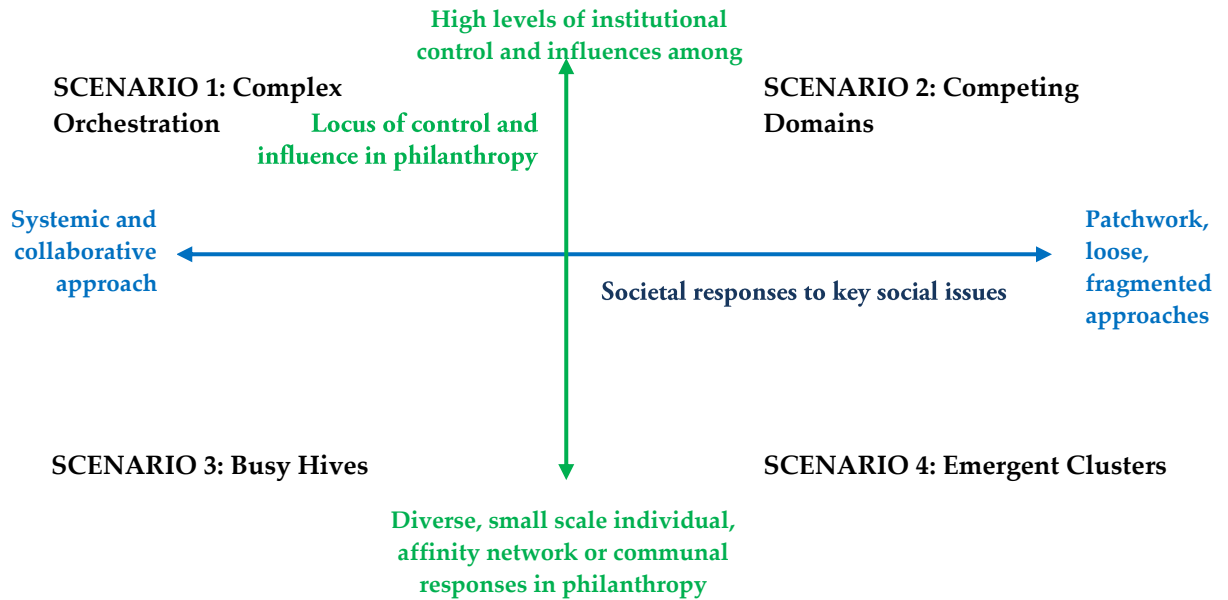 High levels of institutional
control and influences among
SCENARIO 1: Complex
Orchestration
SCENARIO 2: Competing
Domains
Locus of control and
influence in philanthropy
Systemic and
collaborative
approach
Patchwork,
loose,
fragmented
approaches
Societal responses to key social issues
SCENARIO 3: Busy Hives
SCENARIO 4: Emergent Clusters
Diverse, small scale individual,
affinity network or communal
responses in philanthropy